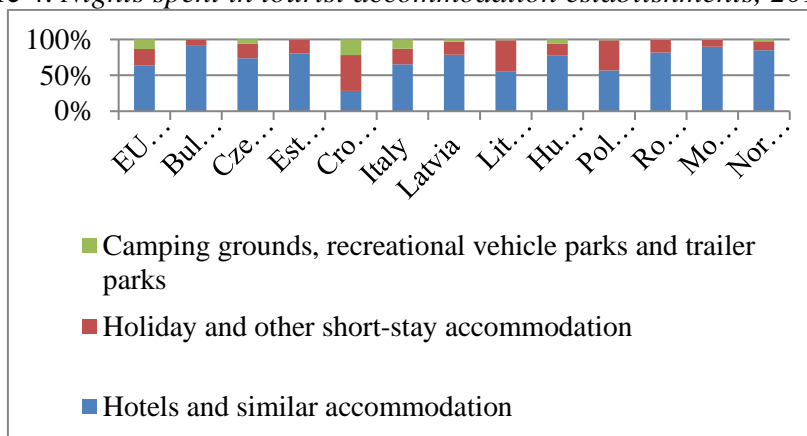 4. Nights spent in tourist accommodation establishments, 201
100%
50%
0%
EU… Bul… Cze… Est… Cro… Italy Latvia Lit… Hu… Pol… Ro… Mo… Nor…
Camping grounds, recreational vehicle parks and trailer
parks
Holiday and other short-stay accommodation
Hotels and similar accommodation